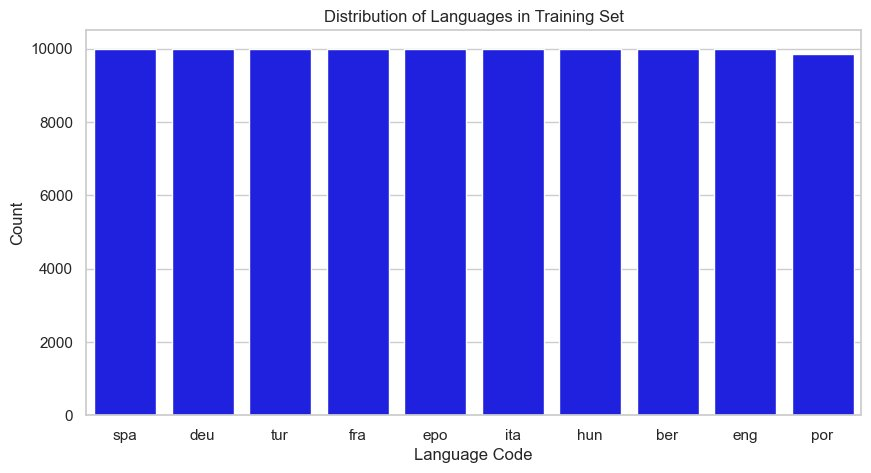 Distribution of Languages in Training Set
Count
10000
8000
6000
4000
2000
0
spa deu tur fra epo ita hun ber eng por
Language Code